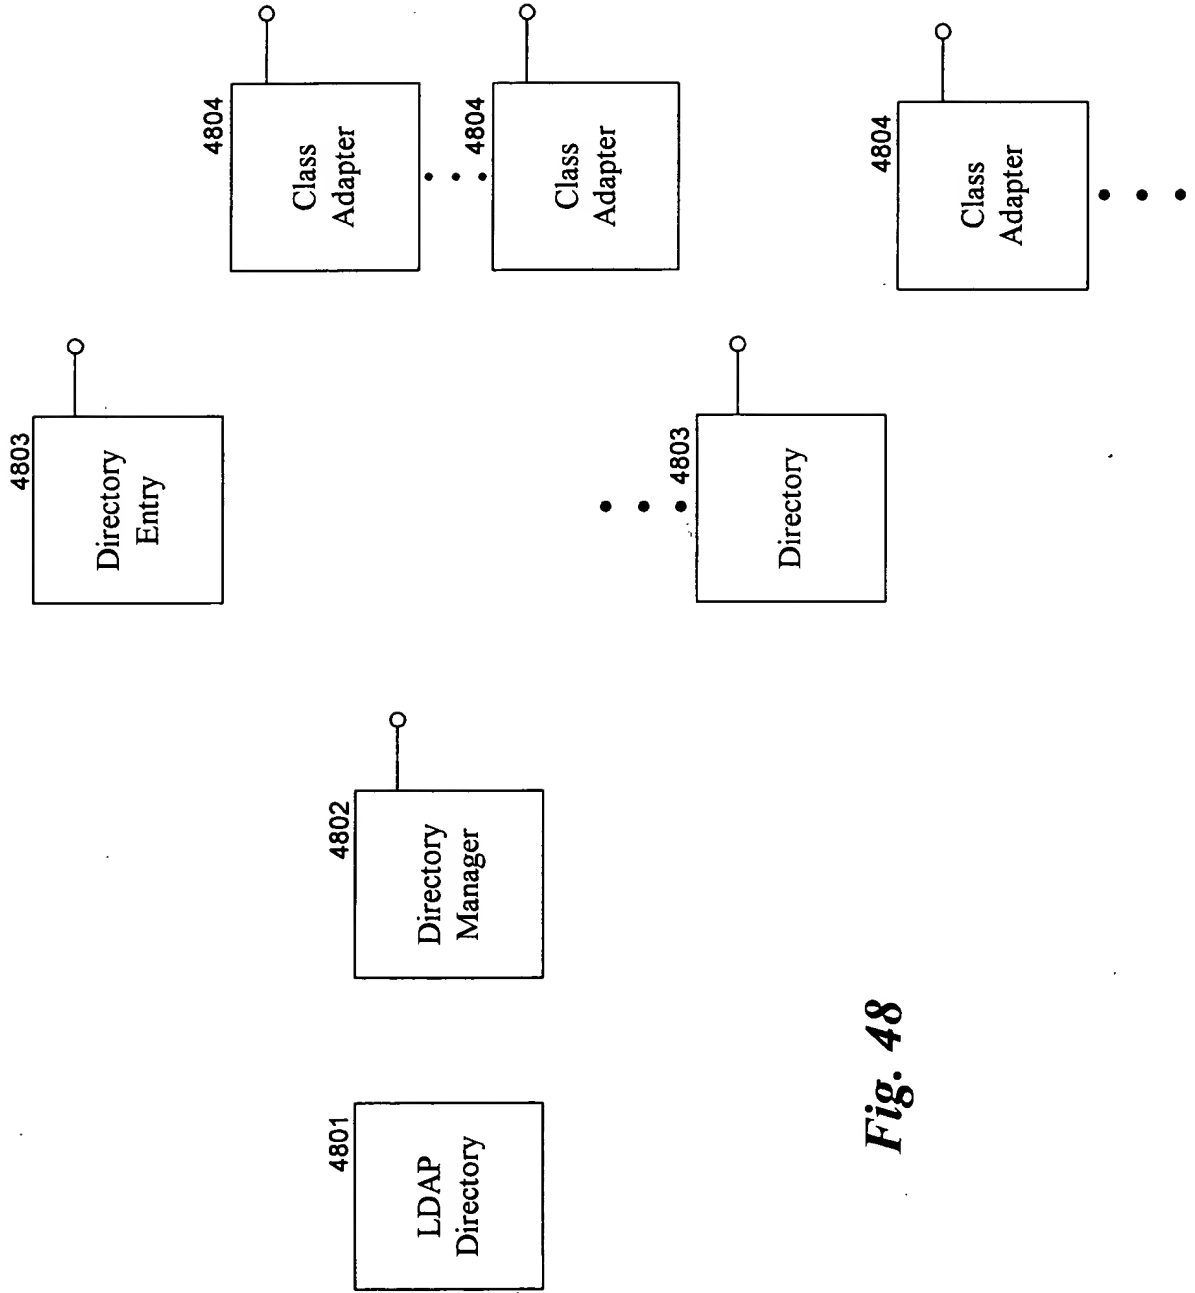 4801
LDAP
Directory
4802
Directory
Manager
4803
Directory
Entry
4803
Directory
4804
Class
Adapter
4804
Class
Adapter
4804
Class
Adapter
Fig. 48